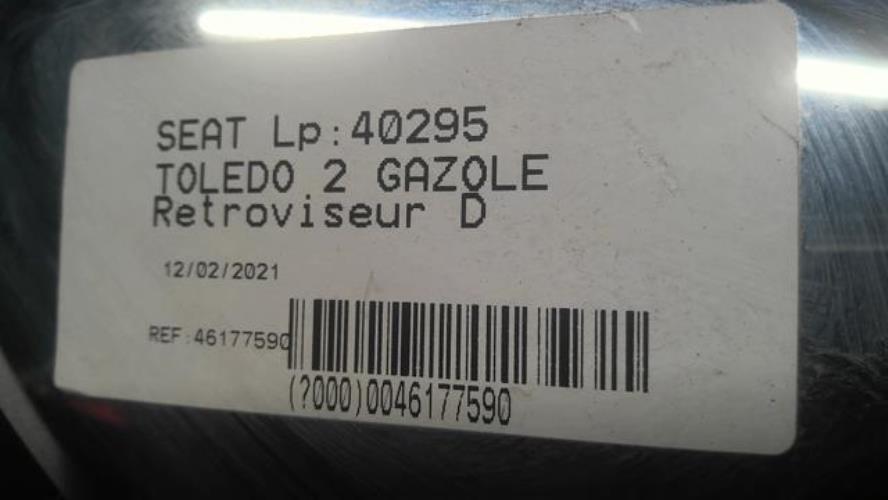 SEAT Lp:40295
TOLEDO 2 GAZOLE
Retroviseur D
12/02/2021
REF:46177590
(?000)0046177590